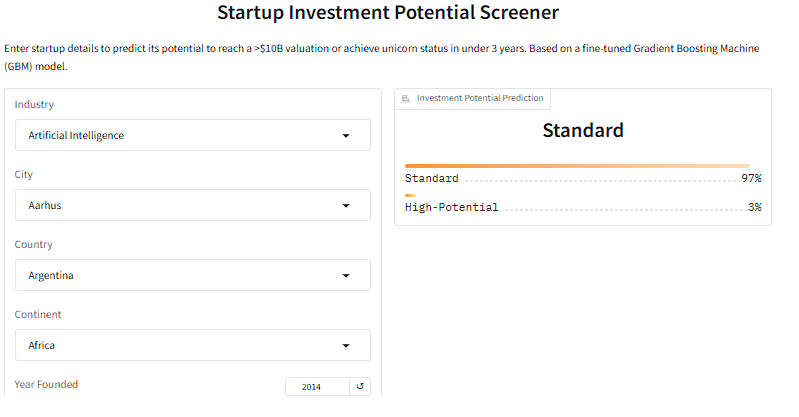 Startup Investment Potential Screener
Enter startup details to predict its potential to reach a >$10B valuation or achieve unicorn status in under 3 years. Based on a fine-tuned Gradient Boosting Machine
(GBM) model.
Industry
Artificial Intelligence
City
Aarhus
Country
Argentina
Continent
Africa
Year Founded
2014
Investment Potential Prediction
Standard
Standard 97%
High-Potential 3%